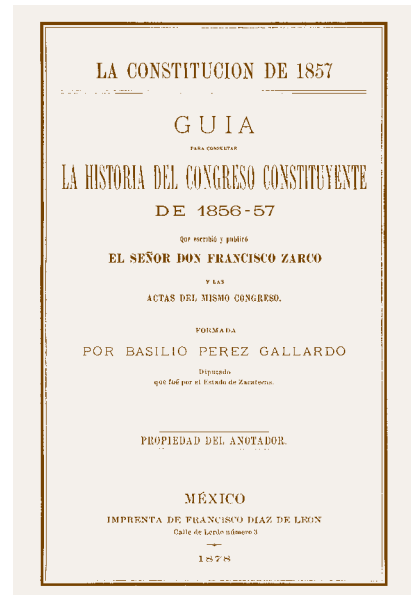 LA CONSTITUCION DE 1857
GUIA
PARA CONSULTAR
LA HISTORIA DEL CONGRESO CONSTITUYENTE
DE 1856-57
Que escribió y publicó
EL SEÑOR DON FRANCISCO ZARCO
Y LAS
ACTAS DEL MISMO CONGRESO.
FORMADA
POR BASILIO PEREZ GALLARDO
Diputado
que fué por el Estado de Zacatecas.
PROPIEDAD DEL ANOTADOR.
MÉXICO
IMPRENTA DE FRANCISCO DIAZ DE LEON
Calle de Lerdo número 3
1878